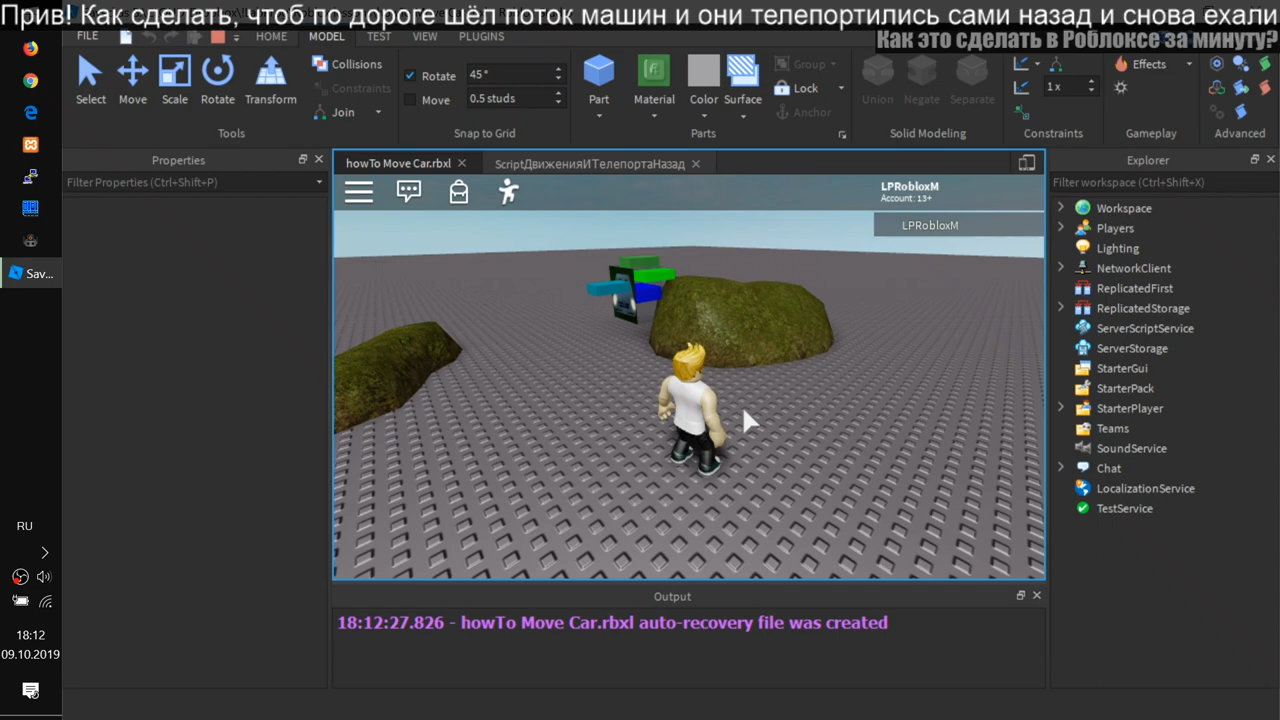 Прив! Как сделать, чтоб по дороге шёл поток машин и они телепортились сами назад и снова ехали
Как это сделать в Роблоксе за минуту?
FILE
HOME
MODEL
TEST
VIEW
PLUGINS
Select
Move
Scale
Rotate
Transform
Tools
Collisions
Constraints
Join
Rotate
45°
Move
0.5 studs
Snap to Grid
Part
Material
Color
Surface
Group
Lock
Anchor
Parts
Union
Negate
Separate
Solid Modeling
1 x
Constraints
Effects
Gameplay
Advanced
Properties
Filter Properties (Ctrl+Shift+P)
howTo Move Car.rbxl
СкриптДвиженияИТелепортаНазад
LPRobloxM
Account: 13+
LPRobloxM
Explorer
Filter workspace (Ctrl+Shift+X)
Workspace
Players
Lighting
NetworkClient
ReplicatedFirst
ReplicatedStorage
ServerScriptService
ServerStorage
StarterGui
StarterPack
StarterPlayer
Teams
SoundService
Chat
LocalizationService
TestService
Output
18:12:27.826 - howTo Move Car.rbxl auto-recovery file was created
Sav...
RU
18:12
09.10.2019